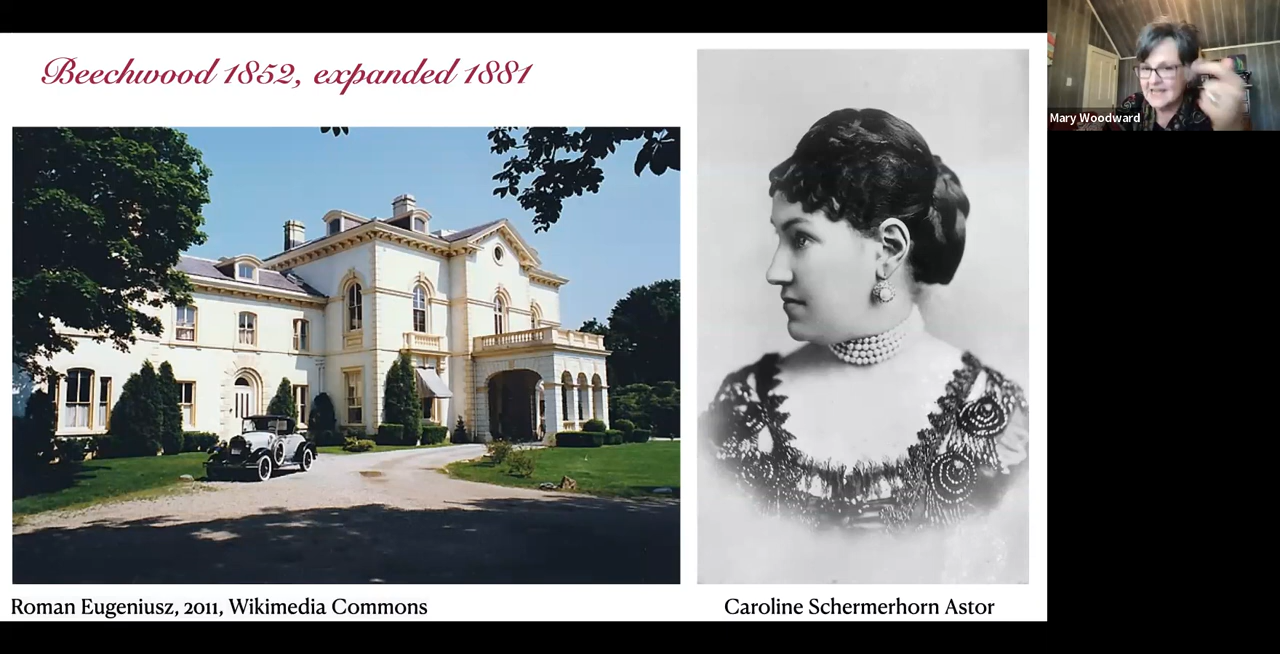 Beechwood 1852, expanded 1881
Mary Woodward
Roman Eugeniusz, 2011, Wikimedia Commons
Caroline Schermerhorn Astor